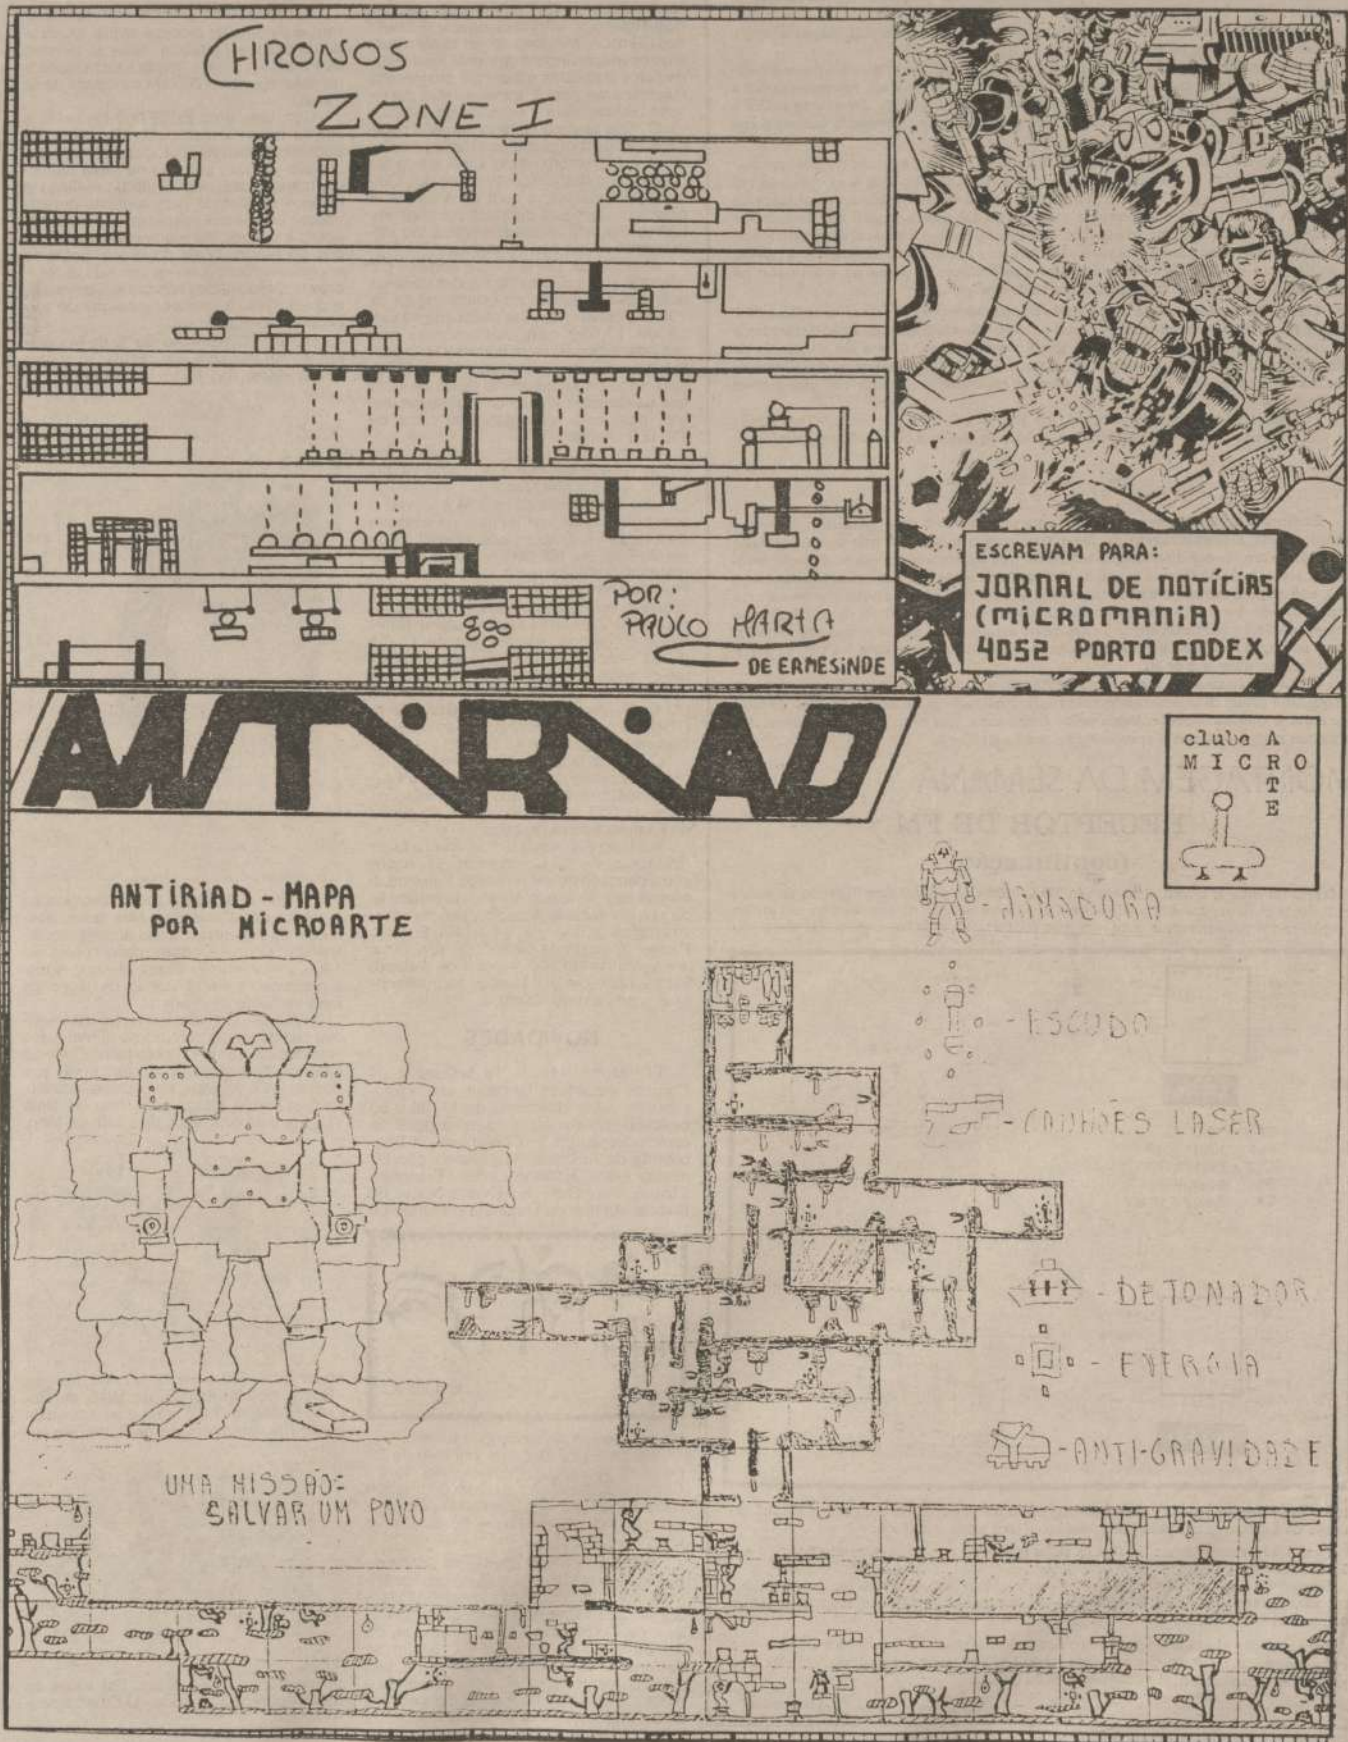 CHRONOS
ZONE I
POR:
PAULO MARTA
DE ERMESINDE
ESCREVAM PARA:
JORNAL DE NOTÍCIAS
(MICROMANIA)
4052 PORTO CODEX
ANTIRIAD
clube A
MICRO
T
E
ANTIRIAD - MAPA
POR MICROARTE
- ARMADURA
- ESCUDO
- CANHÕES LASER
- DETONADOR
- ENERGIA
- ANTI-GRAVIDADE
UMA MISSÃO:
SALVAR UM POVO